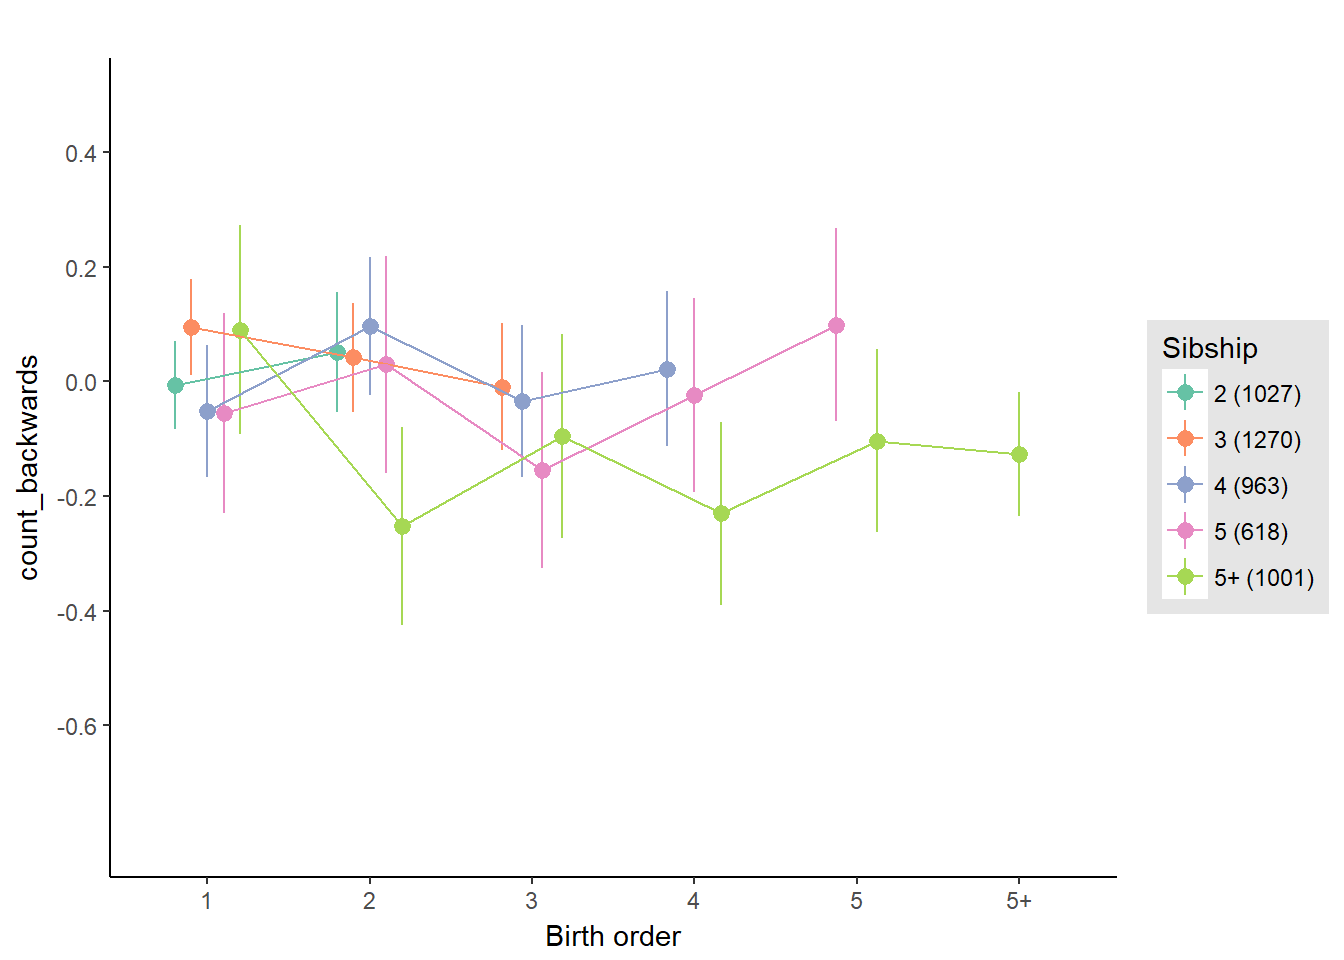 0.4
0.2
0.0
-0.2
-0.4
-0.6
count_backwards
1 2 3 4 5 5+
Birth order
Sibship
2 (1027)
3 (1270)
4 (963)
5 (618)
5+ (1001)